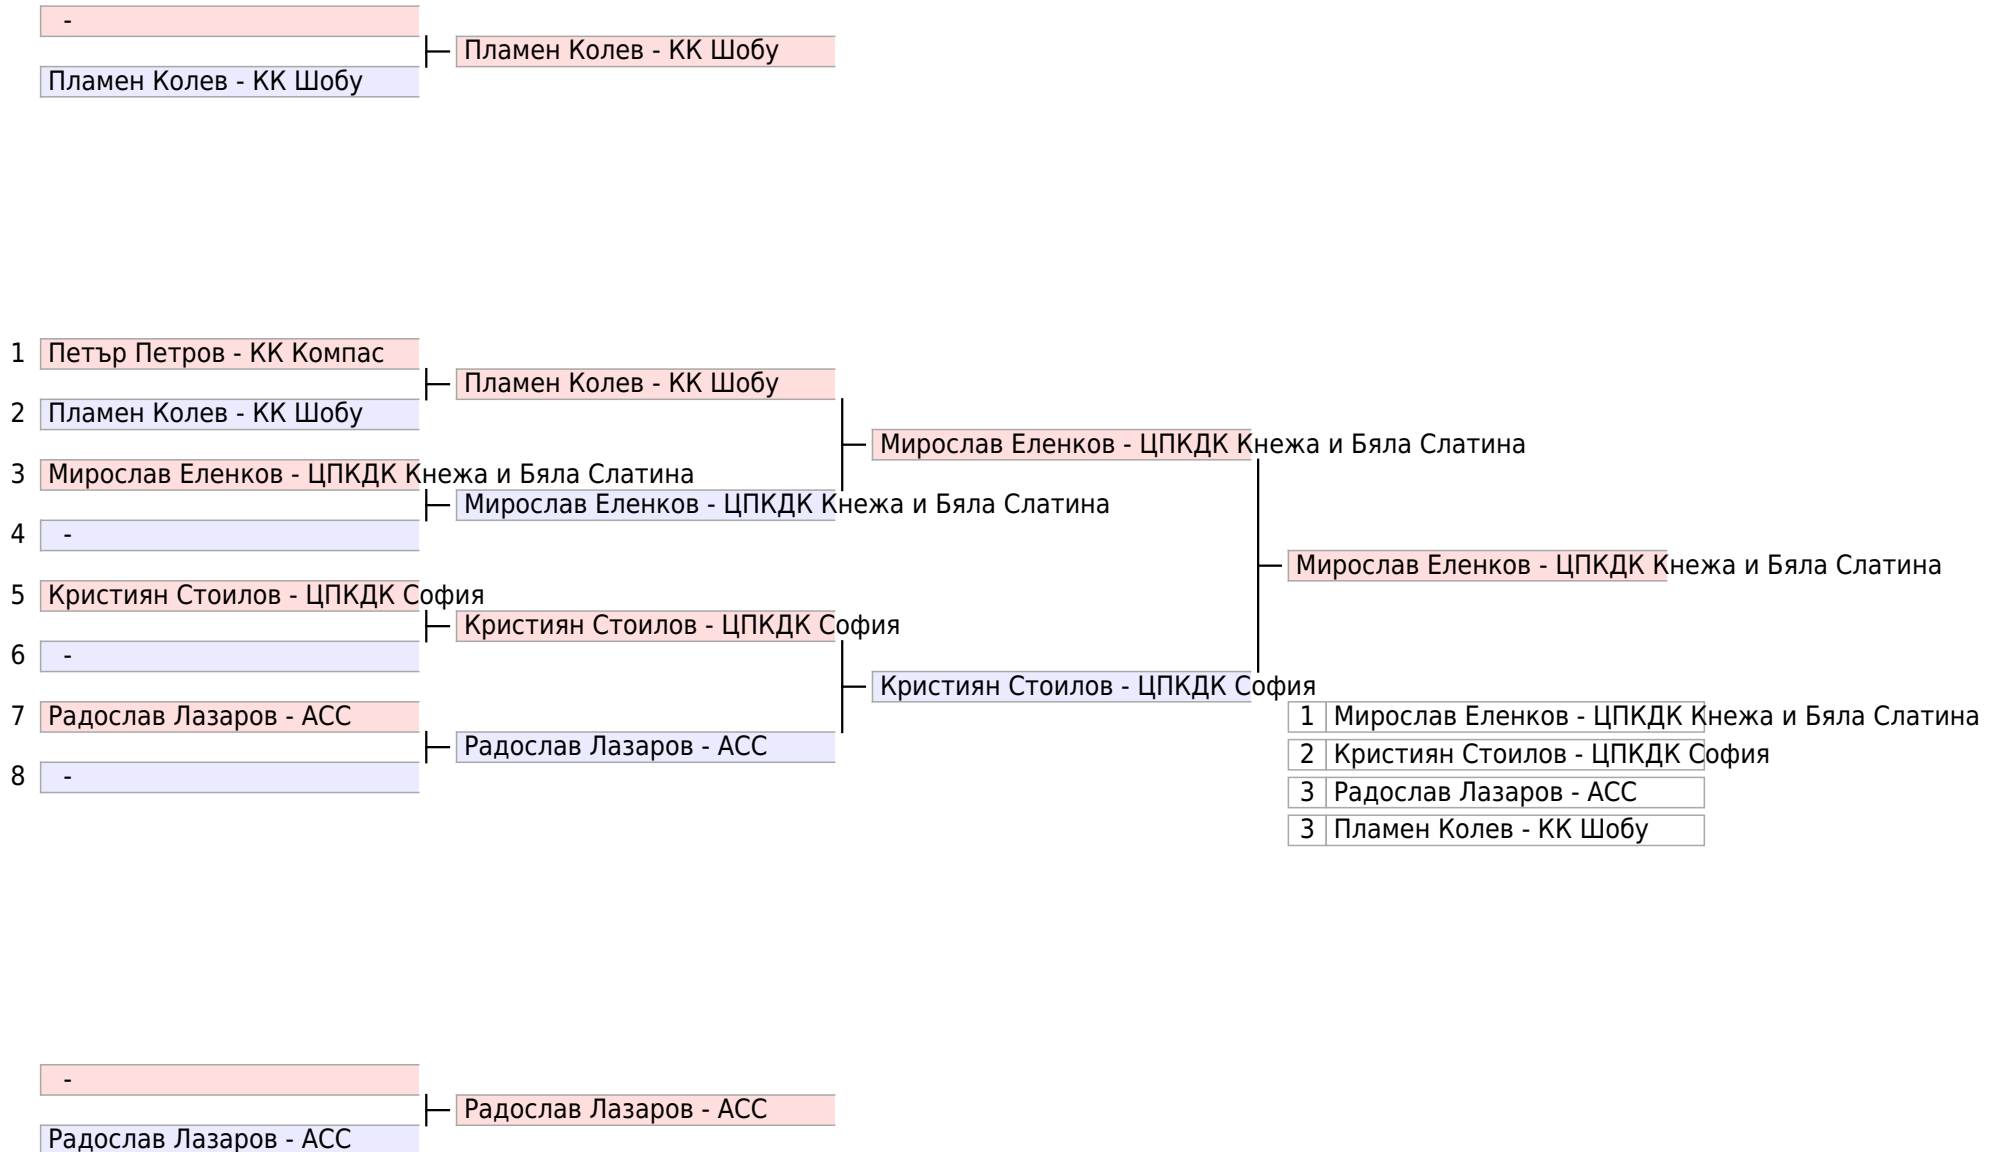 -
Пламен Колев - КК Шобу
Пламен Колев - КК Шобу
1 Петър Петров - КК Компас
Пламен Колев - КК Шобу
2 Пламен Колев - КК Шобу
Мирослав Еленков - ЦПКДК Кнежа и Бяла Слатина
3 Мирослав Еленков - ЦПКДК Кнежа и Бяла Слатина
Мирослав Еленков - ЦПКДК Кнежа и Бяла Слатина
4 -
Мирослав Еленков - ЦПКДК Кнежа и Бяла Слатина
5 Кристиян Стоилов - ЦПКДК София
Кристиян Стоилов - ЦПКДК София
6 -
Кристиян Стоилов - ЦПКДК София
7 Радослав Лазаров - АСС
1 Мирослав Еленков - ЦПКДК Кнежа и Бяла Слатина
Радослав Лазаров - АСС
2 Кристиян Стоилов - ЦПКДК София
8 -
3 Радослав Лазаров - АСС
3 Пламен Колев - КК Шобу
-
Радослав Лазаров - АСС
Радослав Лазаров - АСС